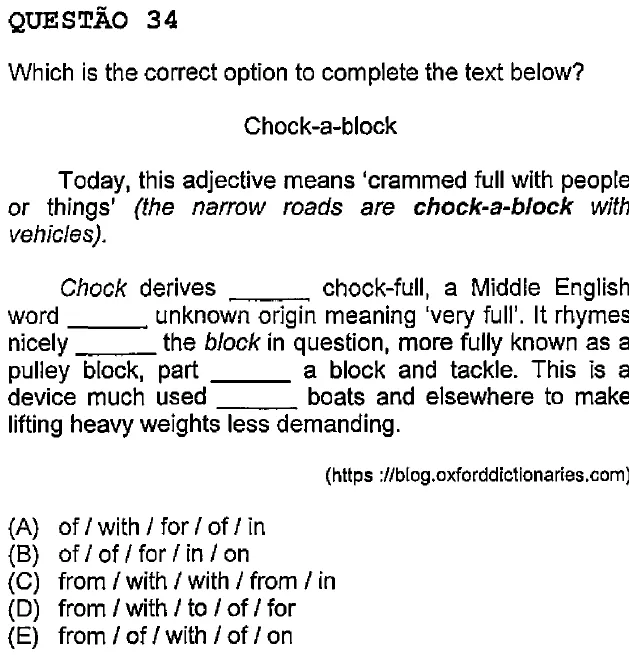 QUESTÃO 34
Which is the correct option to complete the text below?
Chock-a-block
Today, this adjective means ‘crammed full with people
or things’ (the narrow roads are chock-a-block with
vehicles).
Chock derives _______ chock-full, a Middle English
word _______ unknown origin meaning ‘very full’. It rhymes
nicely _______ the block in question, more fully known as a
pulley block, part _______ a block and tackle. This is a
device much used _______ boats and elsewhere to make
lifting heavy weights less demanding.
(https ://blog.oxforddictionaries.com)
(A) of / with / for / of / in
(B) of / of / for / in / on
(C) from / with / with / from / in
(D) from / with / to / of / for
(E) from / of / with / of / on